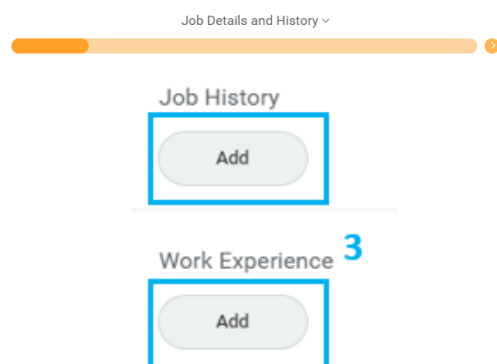 Job Details and History
Job History
Add
Work Experience 3
Add